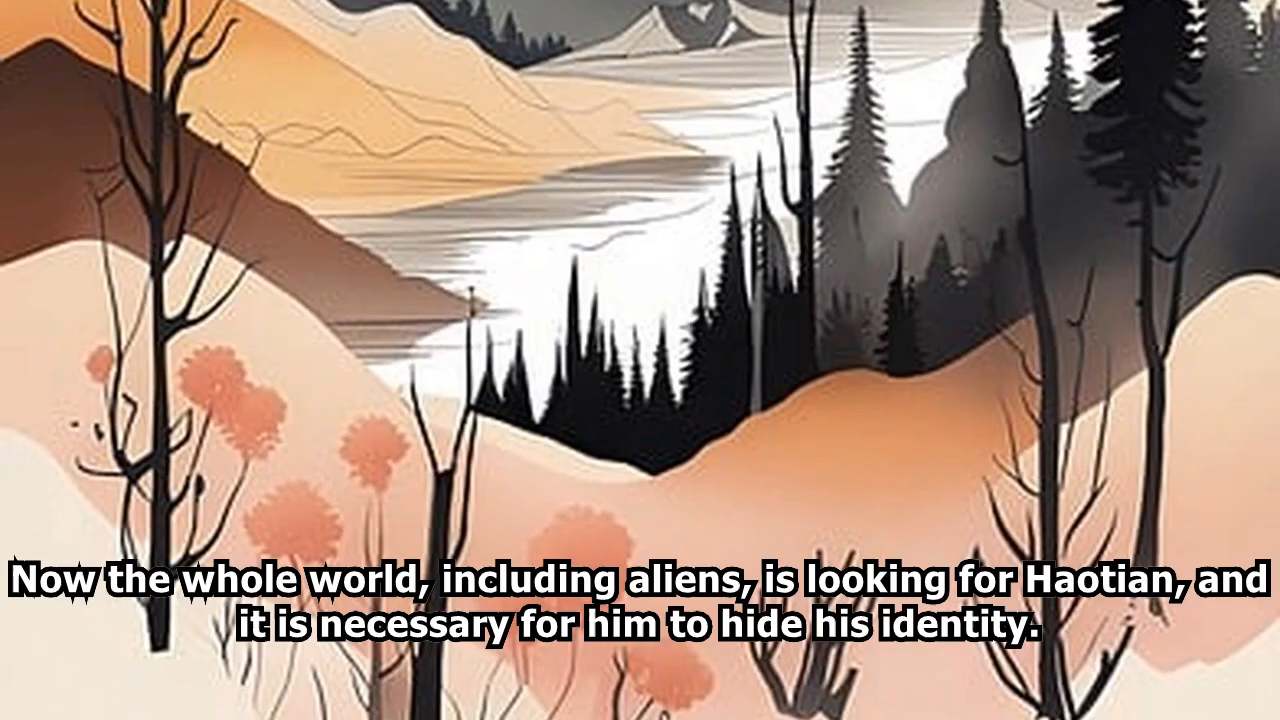 Now the whole world, including aliens, is looking for Haotian, and
it is necessary for him to hide his identity.